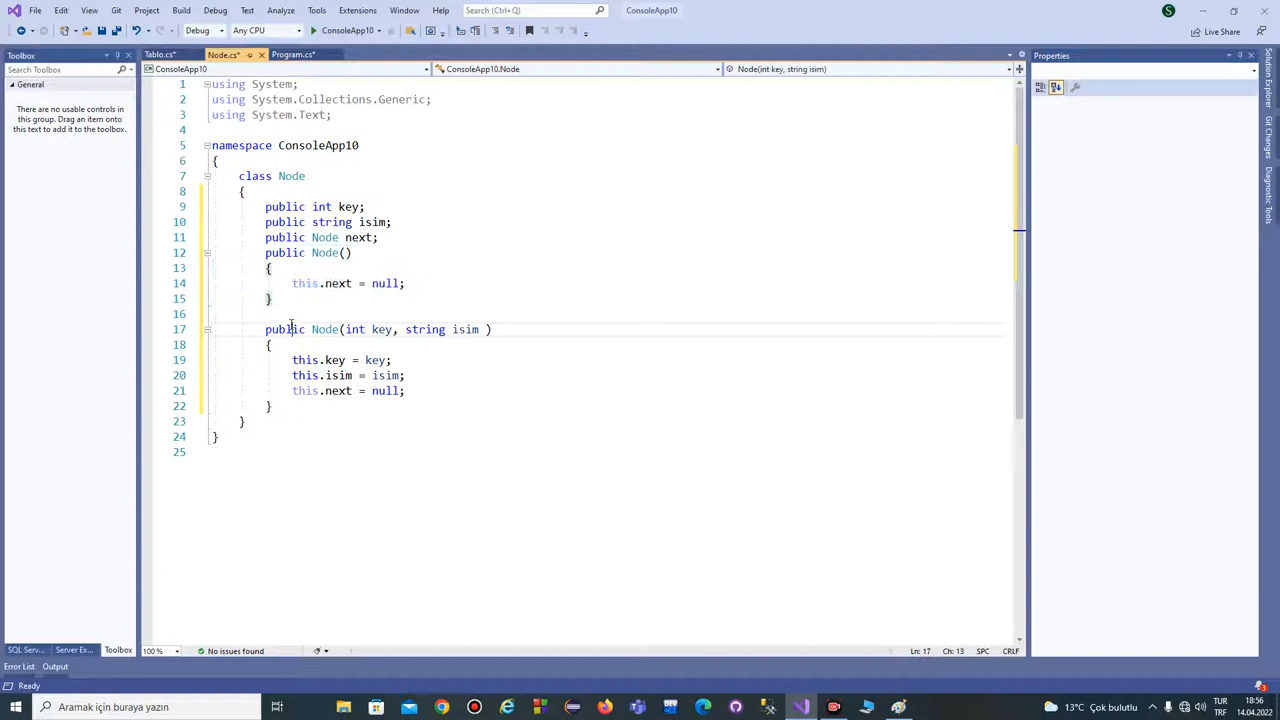 File Edit View Git Project Build Debug Test Analyze Tools Extensions Window Help Search (Ctrl+Q) ConsoleApp10 S
Debug Any CPU ConsoleApp10 Live Share
Toolbox
Search Toolbox
General
There are no usable controls in
this group. Drag an item onto
this text to add it to the toolbox.
Tablo.cs* Node.cs* Program.cs*
ConsoleApp10 ConsoleApp10.Node Node(int key, string isim)
1 using System;
2 using System.Collections.Generic;
3 using System.Text;
4
5 namespace ConsoleApp10
6 {
7 class Node
8 {
9 public int key;
10 public string isim;
11 public Node next;
12 public Node()
13 {
14 this.next = null;
15 }
16
17 public Node(int key, string isim )
18 {
19 this.key = key;
20 this.isim = isim;
21 this.next = null;
22 }
23 }
24 }
25
Properties
Solution Explorer
Git Changes
Diagnostic Tools
SQL Serv... Server Ex... Toolbox
100 % No issues found Ln: 17 Ch: 13 SPC CRLF
Error List Output
Ready
Aramak için buraya yazın
13°C Çok bulutlu
TUR
TRF
18:56
14.04.2022